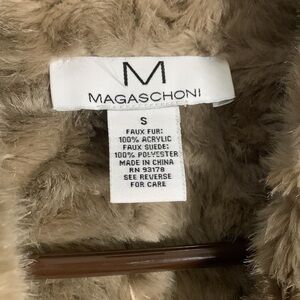 M
MAGASCHONI
S
FAUX FUR:
100% ACRYLIC
FAUX SUEDE:
100% POLYESTER
MADE IN CHINA
RN 93178
SEE REVERSE
FOR CARE